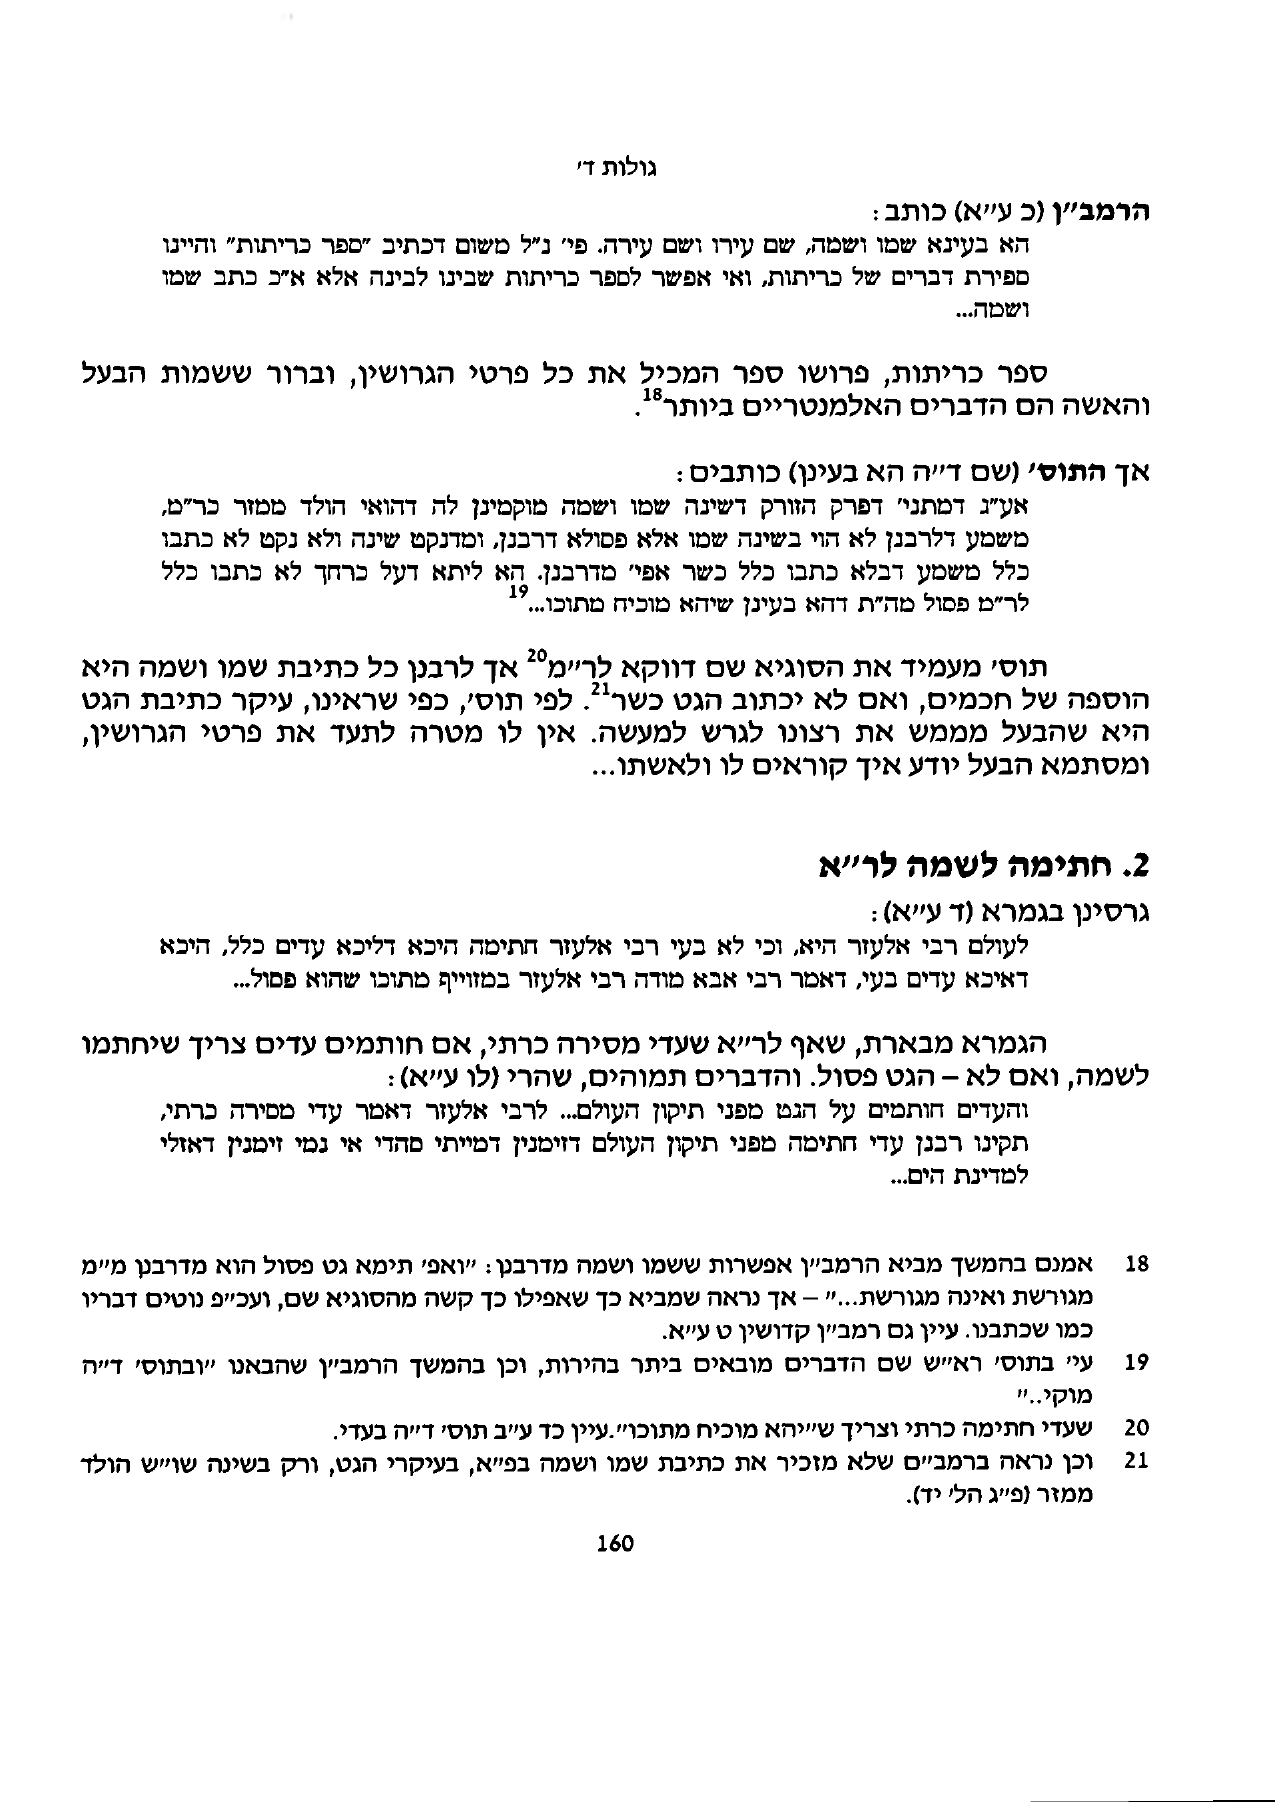 גולות ד'
הרמב"ן (כ ע"א) כותב:
הא בעינא שמו ושמה, שם עירו ושם עירה. פי' נ"ל משום דכתיב "ספר כריתות" והיינו
ספירת דברים של כריתות, ואי אפשר לספר כריתות שבינו לבינה אלא א"כ כתב שמו
ושמה...
ספר כריתות, פרושו ספר המכיל את כל פרטי הגרושין, וברור ששמות הבעל
והאשה הם הדברים האלמנטריים ביותר18.
אך התוס' (שם ד"ה הא בעינן) כותבים:
אע"ג דמתני' דפרק הזורק דשינה שמו ושמה מוקמינן לה דהואי הולד ממזר כר"מ,
משמע דלרבנן לא הוי בשינה שמו אלא פסולא דרבנן, ומדנקט שינה ולא נקט לא כתבו
כלל משמע דבלא כתבו כלל כשר אפי' מדרבנן. הא ליתא דעל כרחך לא כתבו כלל
לר"מ פסול מה"ת דהא בעינן שיהא מוכיח מתוכו...19
תוס' מעמיד את הסוגיא שם דווקא לר"מ20 אך לרבנן כל כתיבת שמו ושמה היא
הוספה של חכמים, ואם לא יכתוב הגט כשר21. לפי תוס', כפי שראינו, עיקר כתיבת הגט
היא שהבעל מממש את רצונו לגרש למעשה. אין לו מטרה לתעד את פרטי הגרושין,
ומסתמא הבעל יודע איך קוראים לו ולאשתו...
2. חתימה לשמה לר"א
גרסינן בגמרא (ד ע"א):
לעולם רבי אלעזר היא, וכי לא בעי רבי אלעזר חתימה היכא דליכא עדים כלל, היכא
דאיכא עדים בעי, דאמר רבי אבא מודה רבי אלעזר במזוייף מתוכו שהוא פסול...
הגמרא מבארת, שאף לר"א שעדי מסירה כרתי, אם חותמים עדים צריך שיחתמו
לשמה, ואם לא – הגט פסול. והדברים תמוהים, שהרי (לו ע"א):
והעדים חותמים על הגט מפני תיקון העולם... לרבי אלעזר דאמר עדי מסירה כרתי,
תקינו רבנן עדי חתימה מפני תיקון העולם דזימנין דמייתי סהדי אי נמי זימנין דאזלי
למדינת הים...
18 אמנם בהמשך מביא הרמב"ן אפשרות ששמו ושמה מדרבנן: "ואפ' תימא גט פסול הוא מדרבנן מ"מ
מגורשת ואינה מגורשת..." – אך נראה שמביא כך שאפילו כך קשה מהסוגיא שם, ועכ"פ נוטים דבריו
כמו שכתבנו. עיין גם רמב"ן קדושין ט ע"א.
19 עי' בתוס' רא"ש שם הדברים מובאים ביתר בהירות, וכן בהמשך הרמב"ן שהבאנו "ובתוס' ד"ה
מוקי.."
20 שעדי חתימה כרתי וצריך ש"יהא מוכיח מתוכו".עיין כד ע"ב תוס' ד"ה בעדי.
21 וכן נראה ברמב"ם שלא מזכיר את כתיבת שמו ושמה בפ"א, בעיקרי הגט, ורק בשינה שו"ש הולד
ממזר (פ"ג הל' יד).
160